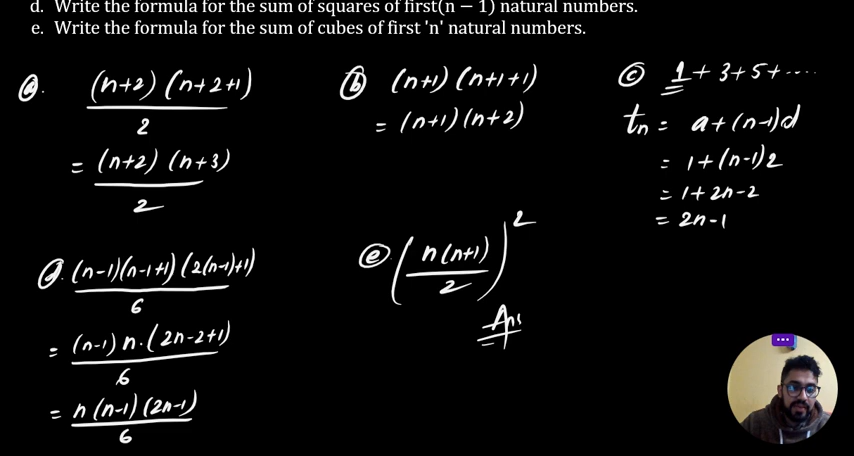 d. Write the formula for the sum of squares of first(n − 1) natural numbers.
e. Write the formula for the sum of cubes of first 'n' natural numbers.
ⓐ. (n+2) (n+2+1) / 2
= (n+2) (n+3) / 2
ⓑ (n+1) (n+1+1)
= (n+1) (n+2)
ⓒ 1 + 3 + 5 + ....
tn = a + (n-1)d
= 1 + (n-1)2
= 1 + 2n - 2
= 2n - 1
ⓓ. (n-1)(n-1+1) (2(n-1)+1) / 6
= (n-1) n.(2n-2+1) / 6
= n (n-1) (2n-1) / 6
ⓔ (n(n+1) / 2)²
Ans